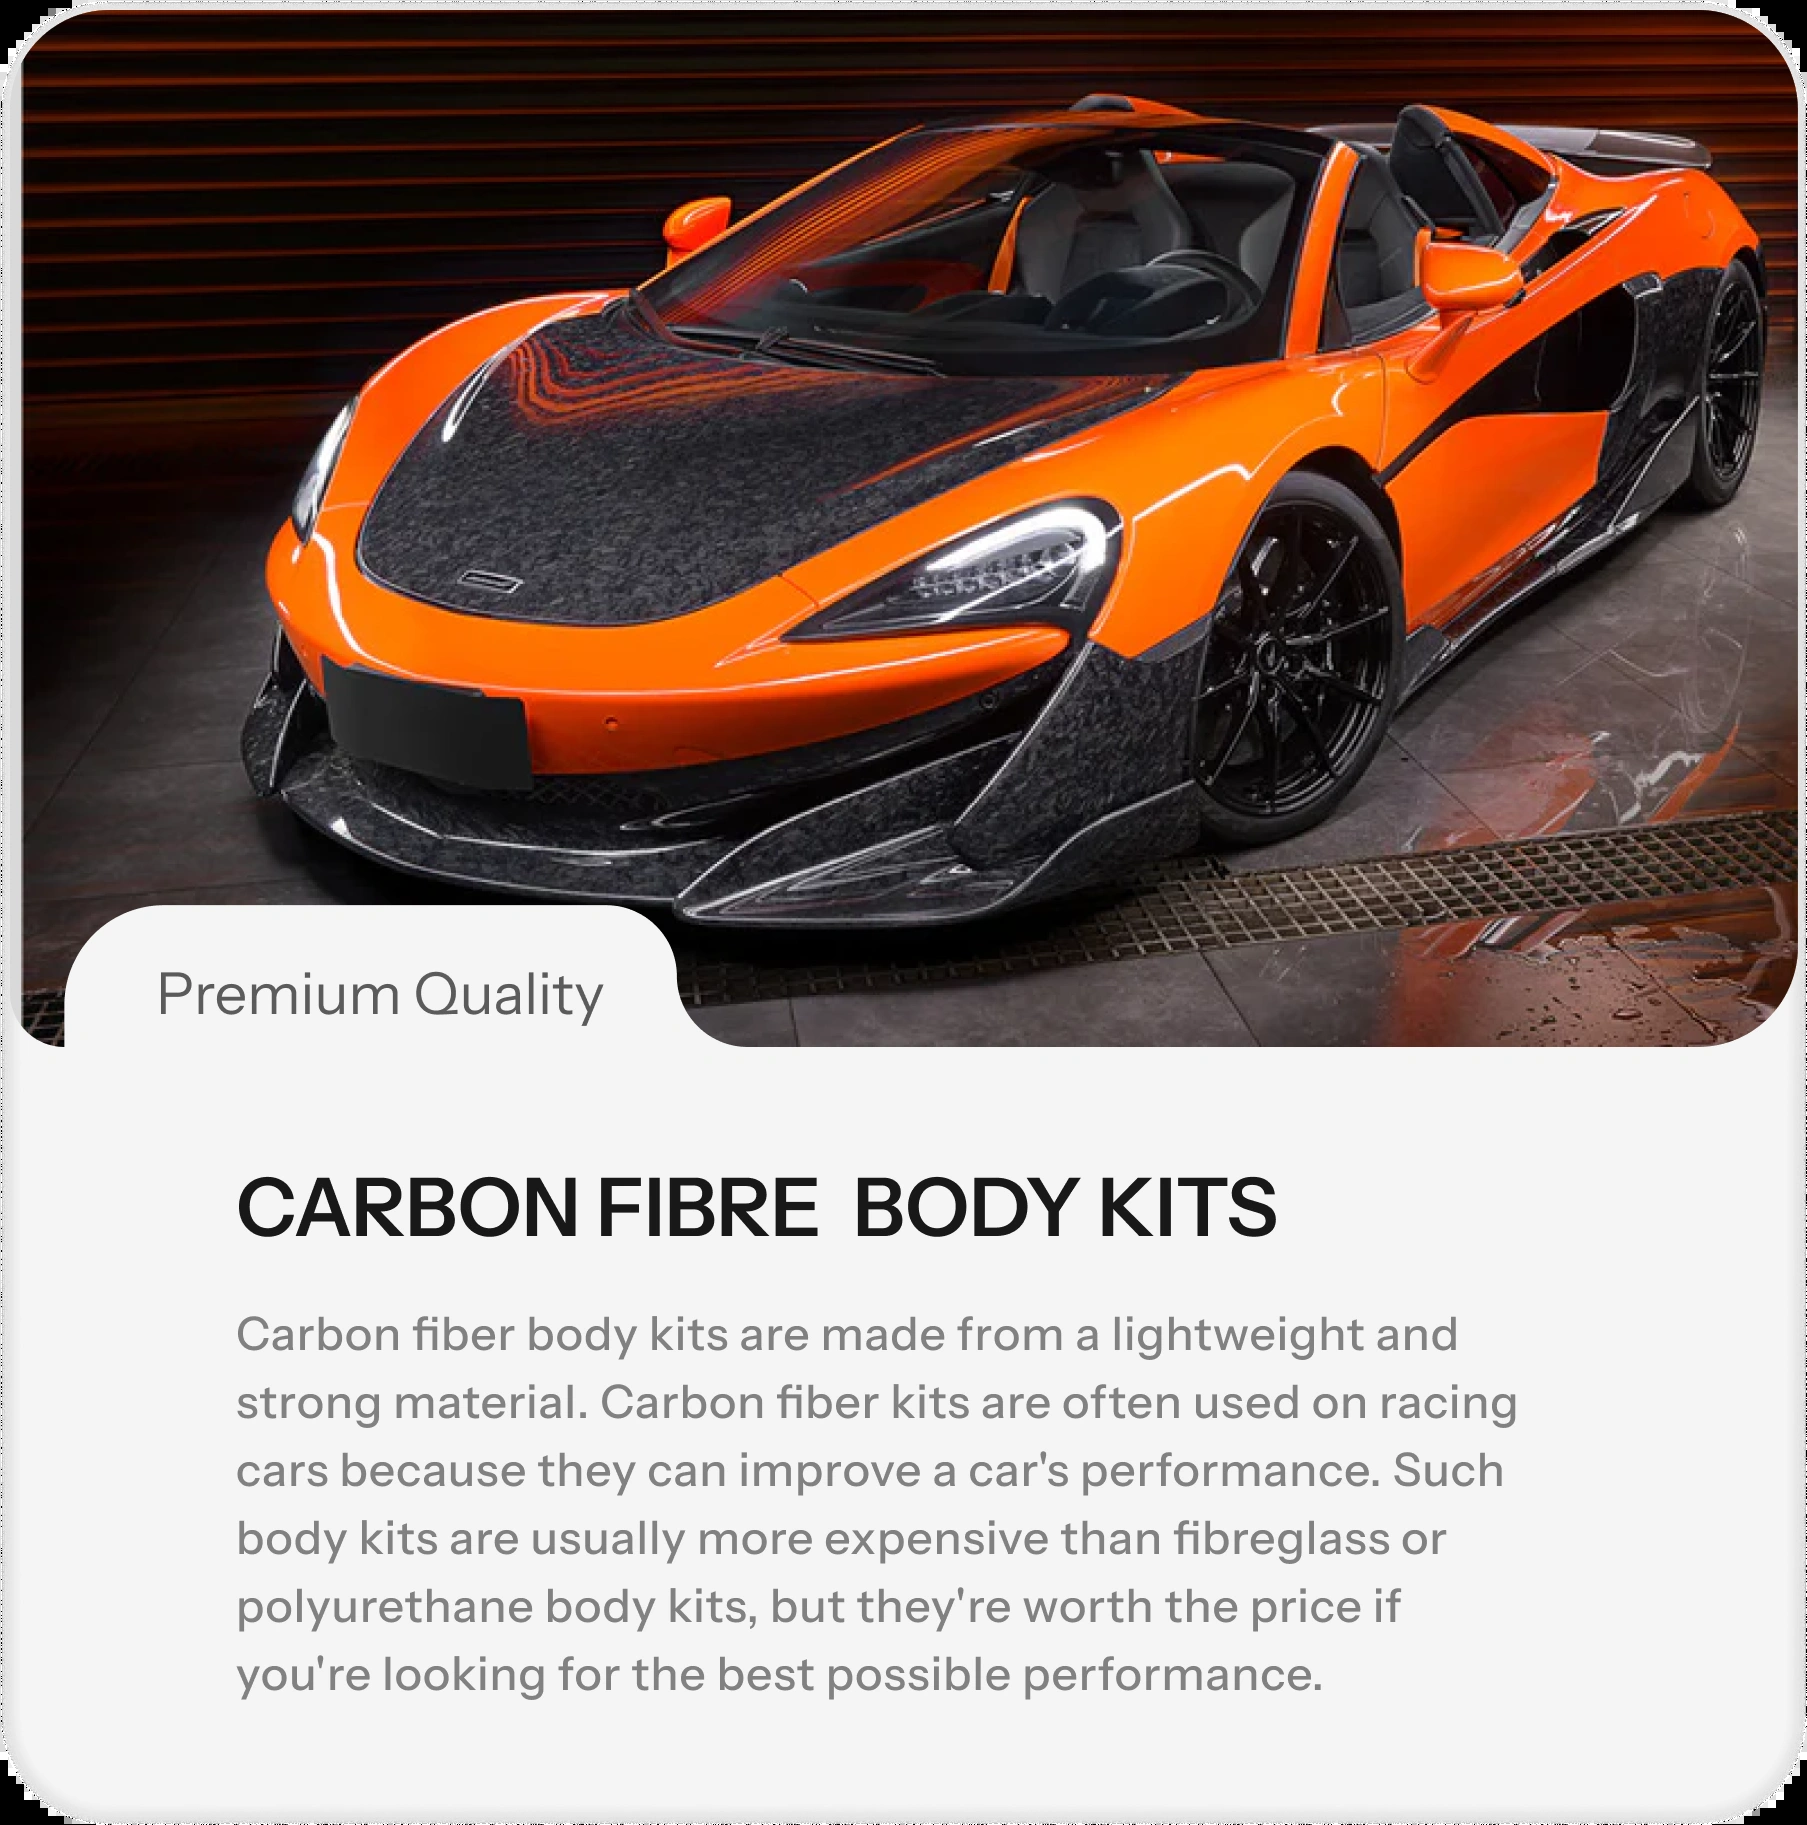 Premium Quality
CARBON FIBRE  BODY KITS
Carbon fiber body kits are made from a lightweight and
strong material. Carbon fiber kits are often used on racing
cars because they can improve a car's performance. Such
body kits are usually more expensive than fibreglass or
polyurethane body kits, but they're worth the price if
you're looking for the best possible performance.